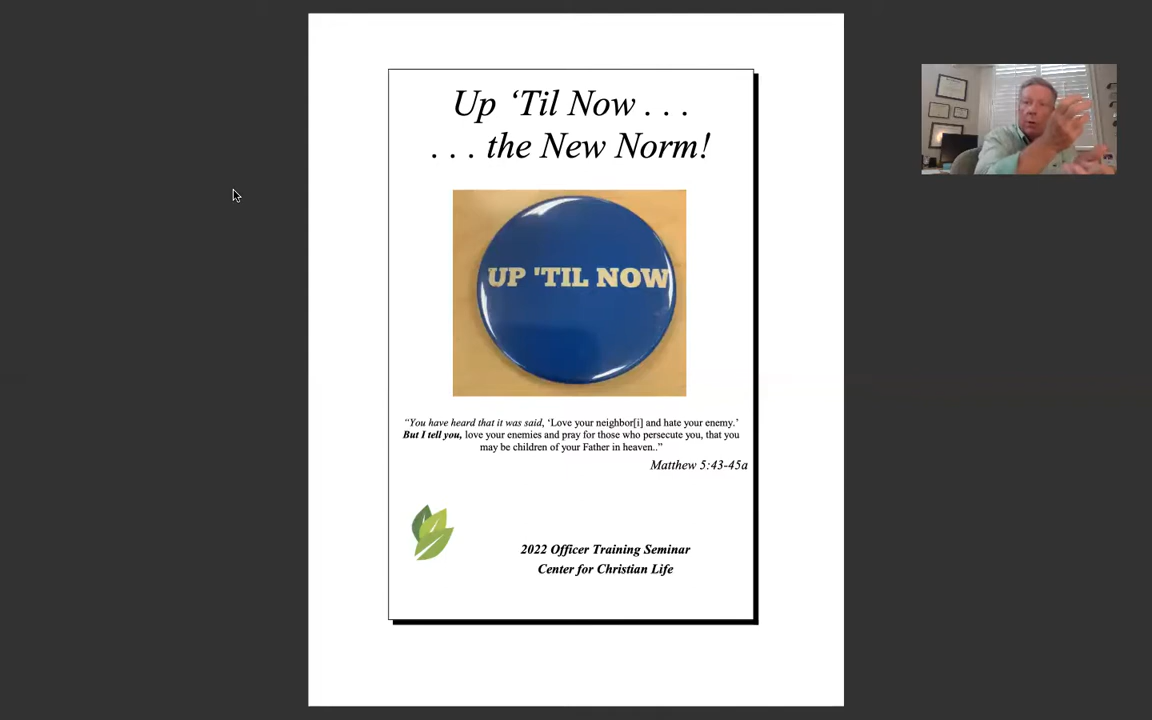 Up ‘Til Now . . .
. . . the New Norm!
UP 'TIL NOW
“You have heard that it was said, ‘Love your neighbor[i] and hate your enemy.’
But I tell you, love your enemies and pray for those who persecute you, that you
may be children of your Father in heaven..”
Matthew 5:43-45a
2022 Officer Training Seminar
Center for Christian Life